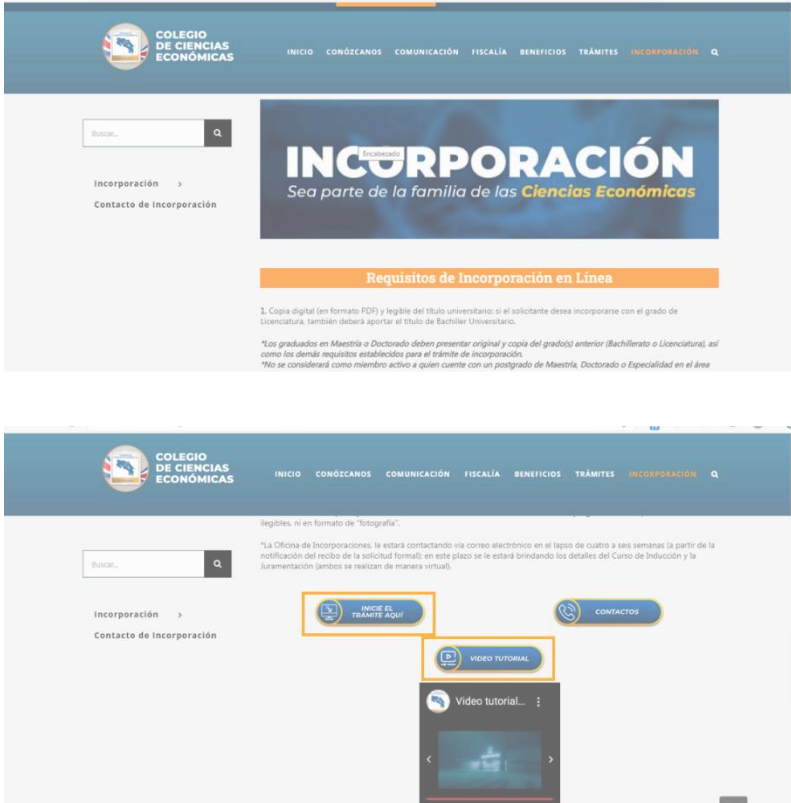 COLEGIO
DE CIENCIAS
ECONÓMICAS
INICIO CONÓZCANOS COMUNICACIÓN FISCALÍA BENEFICIOS TRÁMITES INCORPORACIÓN
Buscar...
Incorporación >
Contacto de Incorporación
INCORPORACIÓN
Encabezado
Sea parte de la familia de las Ciencias Económicas
Requisitos de Incorporación en Línea
1. Copia digital (en formato PDF) y legible del título universitario; si el solicitante desea incorporarse con el grado de
Licenciatura, también deberá aportar el título de Bachiller Universitario.
*Los graduados en Maestría o Doctorado deben presentar original y copia del grado(s) anterior (Bachillerato o Licenciatura), así
como los demás requisitos establecidos para el trámite de incorporación.
*No se considerará como miembro activo a quien cuente con un postgrado de Maestría, Doctorado o Especialidad en el área
COLEGIO
DE CIENCIAS
ECONÓMICAS
INICIO CONÓZCANOS COMUNICACIÓN FISCALÍA BENEFICIOS TRÁMITES INCORPORACIÓN
ilegibles, ni en formato de "fotografía".
*La Oficina de Incorporaciones, le estará contactando vía correo electrónico en el lapso de cuatro a seis semanas (a partir de la
notificación del recibo de la solicitud formal); en este plazo se le estará brindando los detalles del Curso de Inducción y la
Juramentación (ambos se realizan de manera virtual).
Buscar...
Incorporación >
Contacto de Incorporación
INICIE EL
TRÁMITE AQUÍ
CONTACTOS
VIDEO TUTORIAL
Video tutorial...